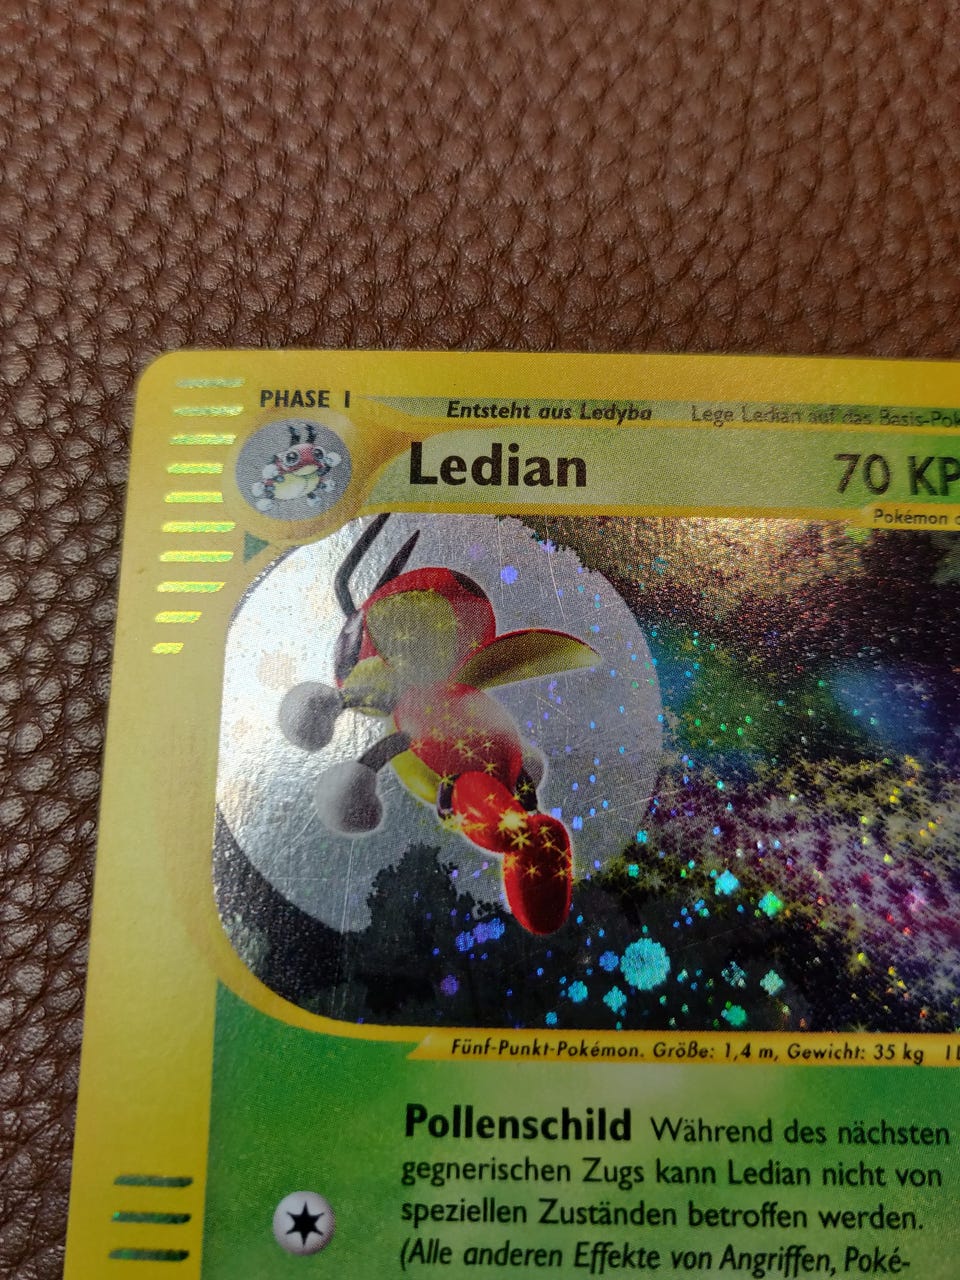 PHASE 1
Entsteht aus Ledyba Lege Ledian auf das Basis-Pok
Ledian 70 KP
Pokémon
Fünf-Punkt-Pokémon. Größe: 1,4 m, Gewicht: 35 kg
Pollenschild Während des nächsten
gegnerischen Zugs kann Ledian nicht von
speziellen Zuständen betroffen werden.
(Alle anderen Effekte von Angriffen, Poké-